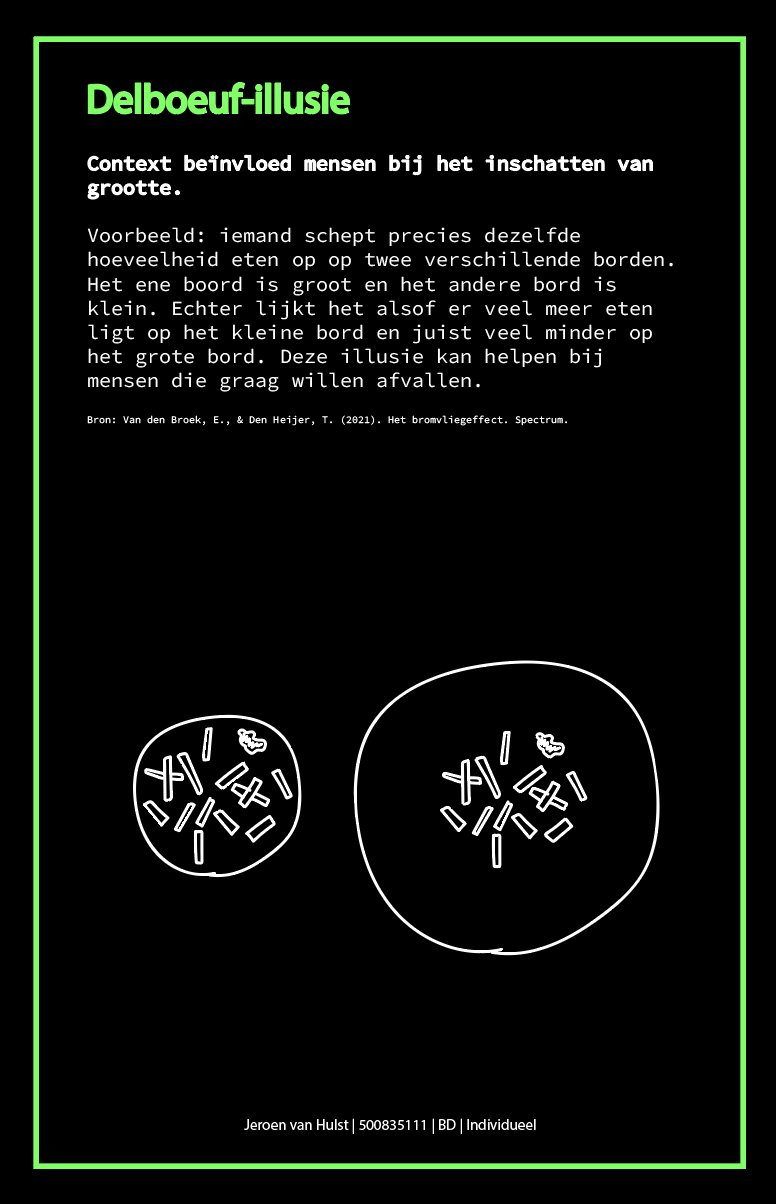 Delboeuf-illusie
Context beïnvloed mensen bij het inschatten van
grootte.
Voorbeeld: iemand schept precies dezelfde
hoeveelheid eten op op twee verschillende borden.
Het ene boord is groot en het andere bord is
klein. Echter lijkt het alsof er veel meer eten
ligt op het kleine bord en juist veel minder op
het grote bord. Deze illusie kan helpen bij
mensen die graag willen afvallen.
Bron: Van den Broek, E., & Den Heijer, T. (2021). Het bromvliegeffect. Spectrum.
Jeroen van Hulst | 500835111 | BD | Individueel